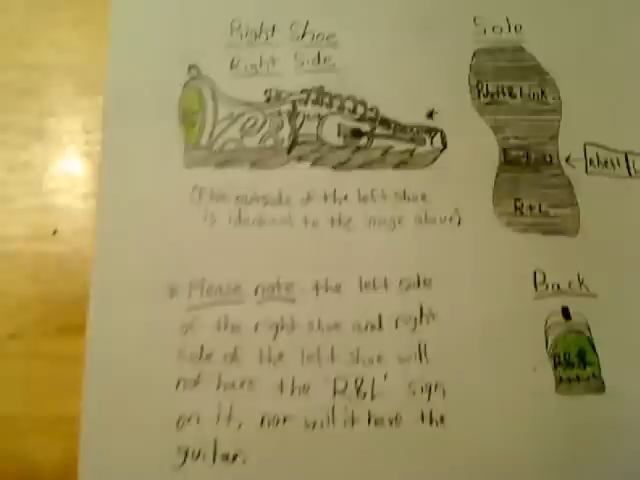 Right Shoe
Right Side
Sole
Rhett & Link
R+L
(The outside of the left shoe
is identical to the image above)
Back
R&L
* Please note the left side
of the right shoe and right
side of the left shoe will
not have the 'R&L' sign
on it, nor will it have the
guitar.